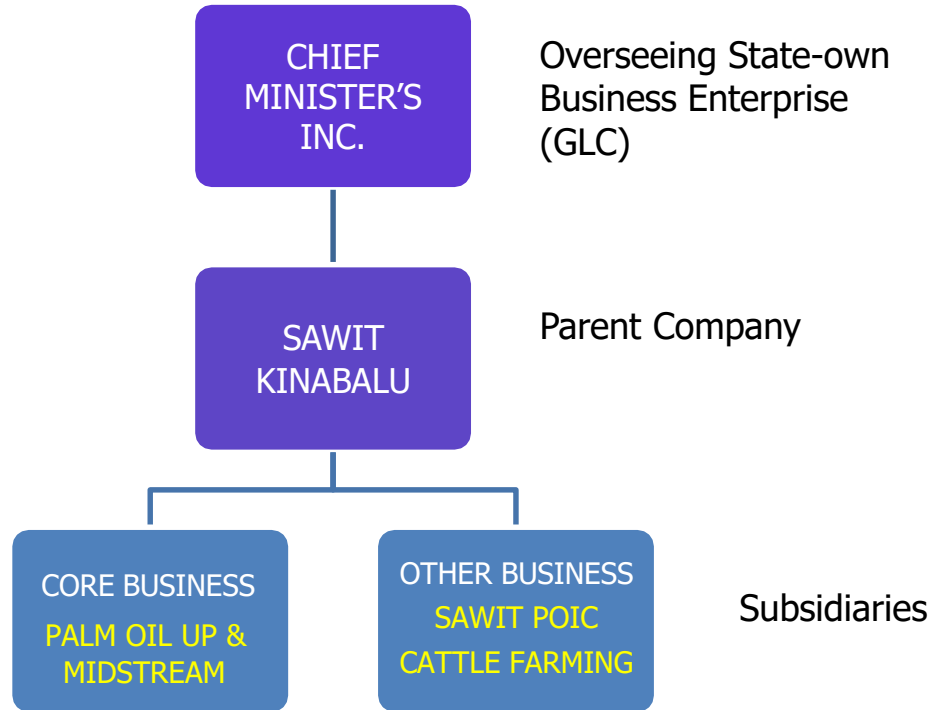 CHIEF
MINISTER’S
INC.
Overseeing State-own
Business Enterprise
(GLC)
SAWIT
KINABALU
Parent Company
CORE BUSINESS
PALM OIL UP &
MIDSTREAM
OTHER BUSINESS
SAWIT POIC
CATTLE FARMING
Subsidiaries